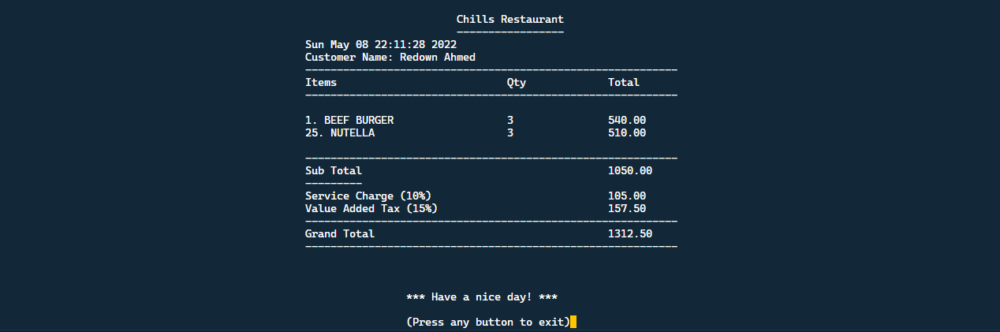 Chills Restaurant
-----------------
Sun May 08 22:11:28 2022
Customer Name: Redown Ahmed
-----------------------------------------------------------
Items Qty Total
-----------------------------------------------------------
1. BEEF BURGER 3 540.00
25. NUTELLA 3 510.00
-----------------------------------------------------------
Sub Total 1050.00
---------
Service Charge (10%) 105.00
Value Added Tax (15%) 157.50
-----------------------------------------------------------
Grand Total 1312.50
-----------------------------------------------------------
*** Have a nice day! ***
(Press any button to exit)